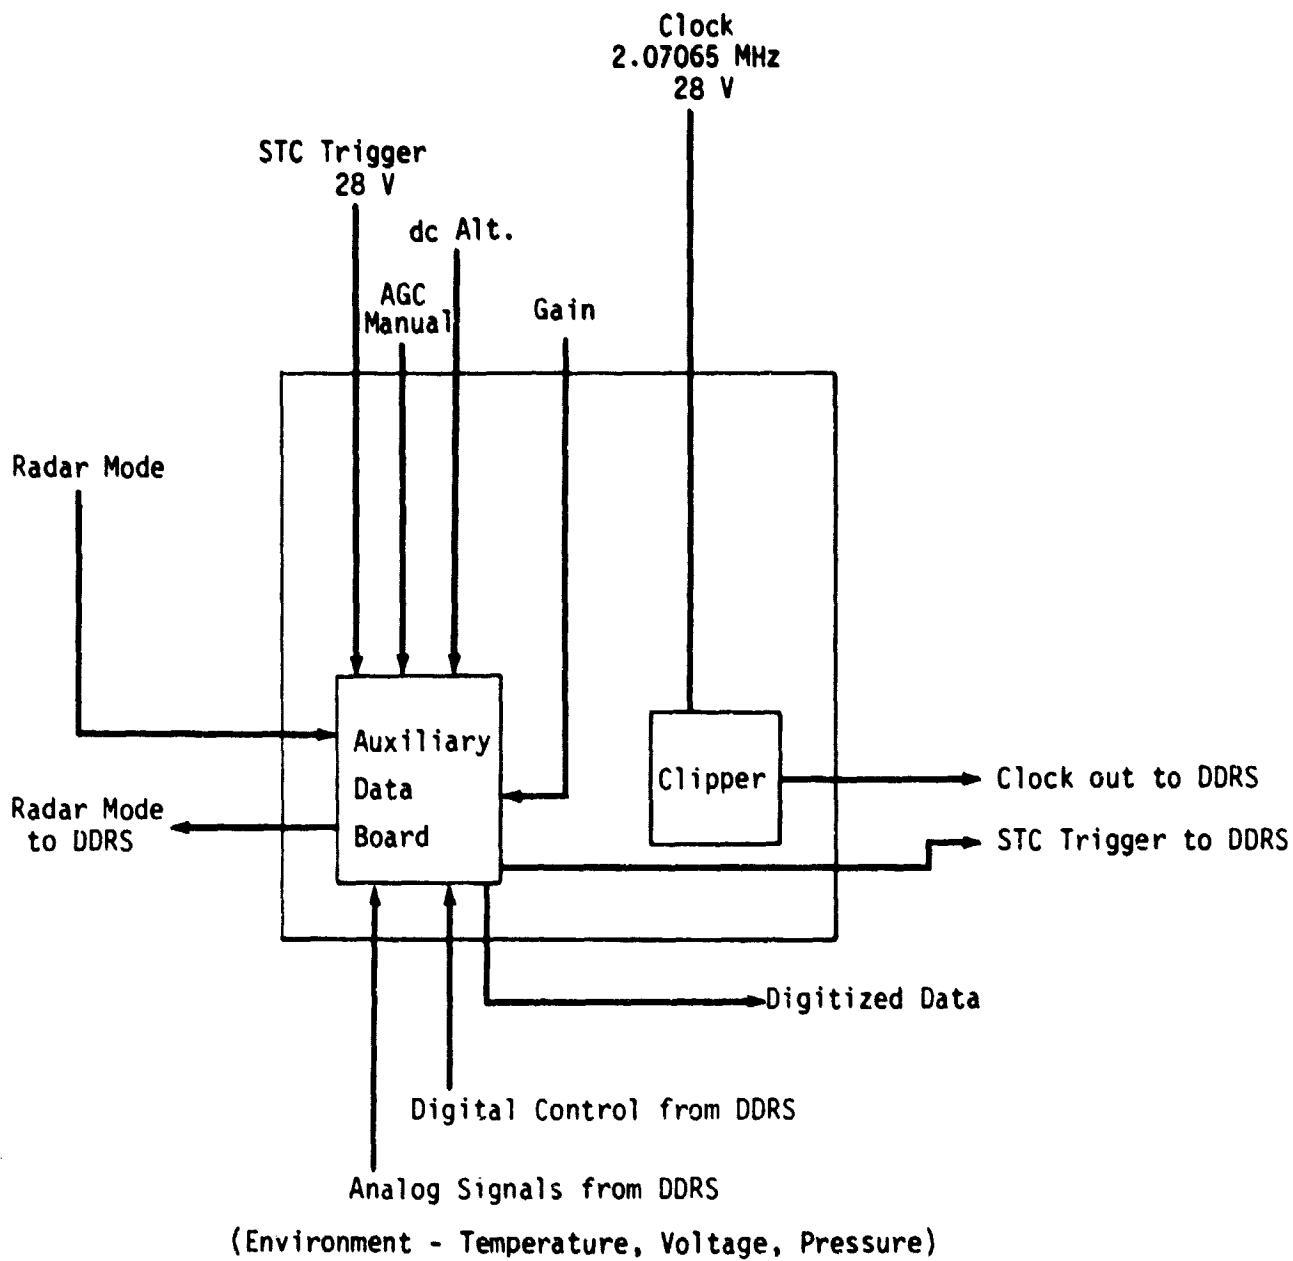 Clock
2.07065 MHz
28 V
STC Trigger
28 V
dc Alt.
AGC
Manual
Gain
Radar Mode
Auxiliary
Data
Board
Clipper
Clock out to DDRS
Radar Mode
to DDRS
STC Trigger to DDRS
Digitized Data
Digital Control from DDRS
Analog Signals from DDRS
(Environment - Temperature, Voltage, Pressure)